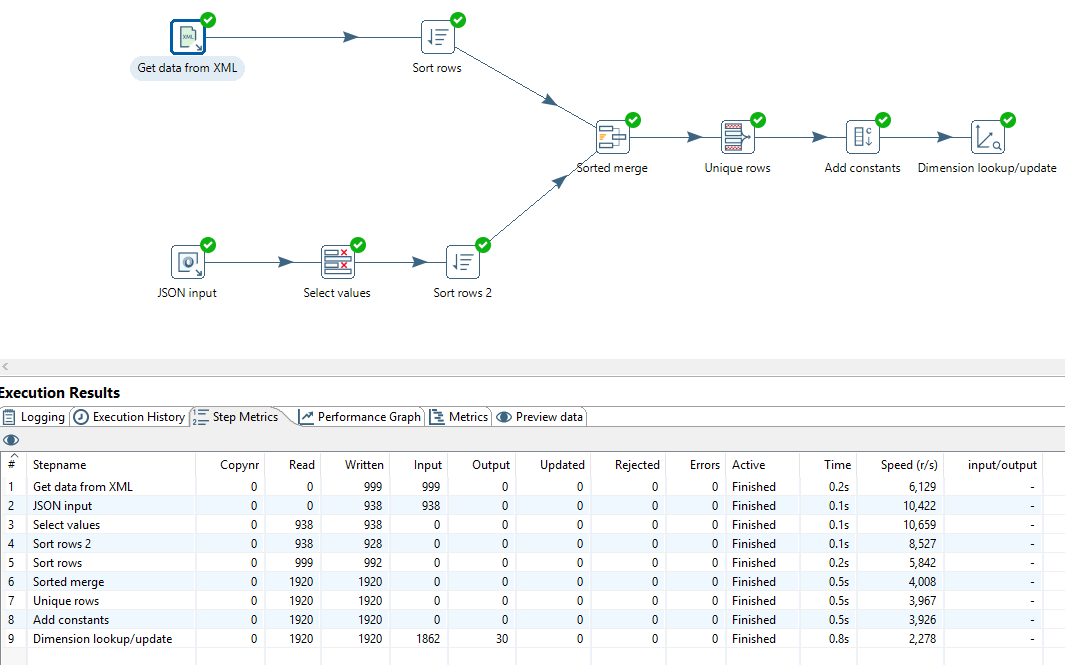 Get data from XML
Sort rows
Sorted merge
Unique rows
Add constants
Dimension lookup/update
JSON input
Select values
Sort rows 2
Execution Results
Logging Execution History Step Metrics Performance Graph Metrics Preview data
# Stepname Copynr Read Written Input Output Updated Rejected Errors Active Time Speed (r/s) input/output
1 Get data from XML 0 0 999 999 0 0 0 0 Finished 0.2s 6,129 -
2 JSON input 0 0 938 938 0 0 0 0 Finished 0.1s 10,422 -
3 Select values 0 938 938 0 0 0 0 0 Finished 0.1s 10,659 -
4 Sort rows 2 0 938 928 0 0 0 0 0 Finished 0.1s 8,527 -
5 Sort rows 0 999 992 0 0 0 0 0 Finished 0.2s 5,842 -
6 Sorted merge 0 1920 1920 0 0 0 0 0 Finished 0.5s 4,008 -
7 Unique rows 0 1920 1920 0 0 0 0 0 Finished 0.5s 3,967 -
8 Add constants 0 1920 1920 0 0 0 0 0 Finished 0.5s 3,926 -
9 Dimension lookup/update 0 1920 1920 1862 30 0 0 0 Finished 0.8s 2,278 -